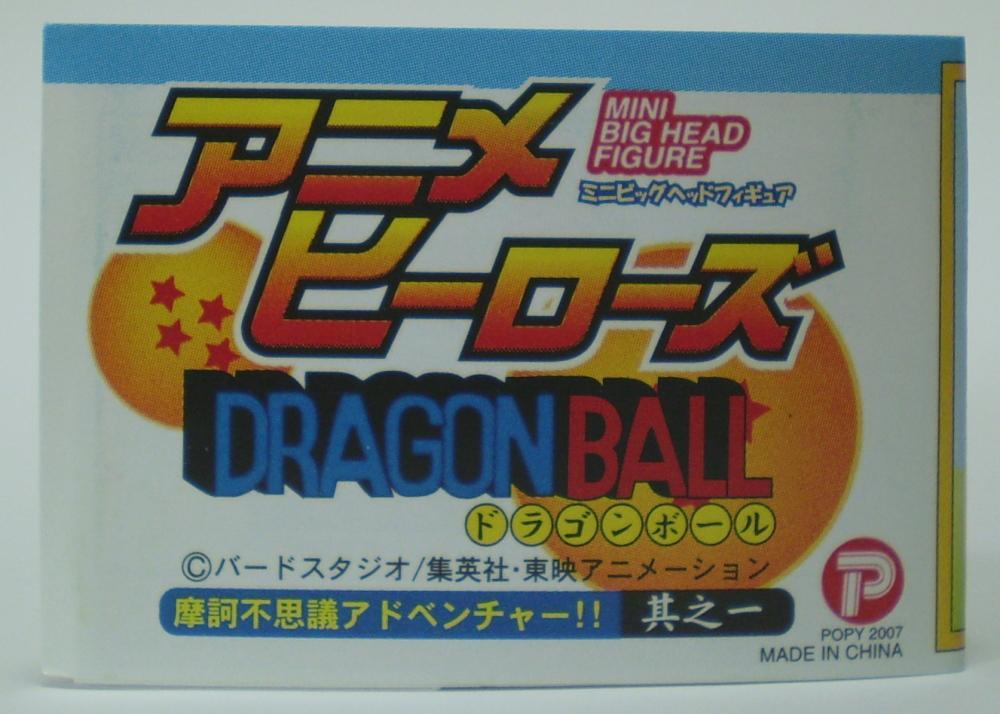 アニメ
ヒーローズ
MINI
BIG HEAD
FIGURE
ミニビッグヘッドフィギュア
DRAGON BALL
ドラゴンボール
©バードスタジオ/集英社・東映アニメーション
摩訶不思議アドベンチャー!! 其之一
P
POPY 2007
MADE IN CHINA